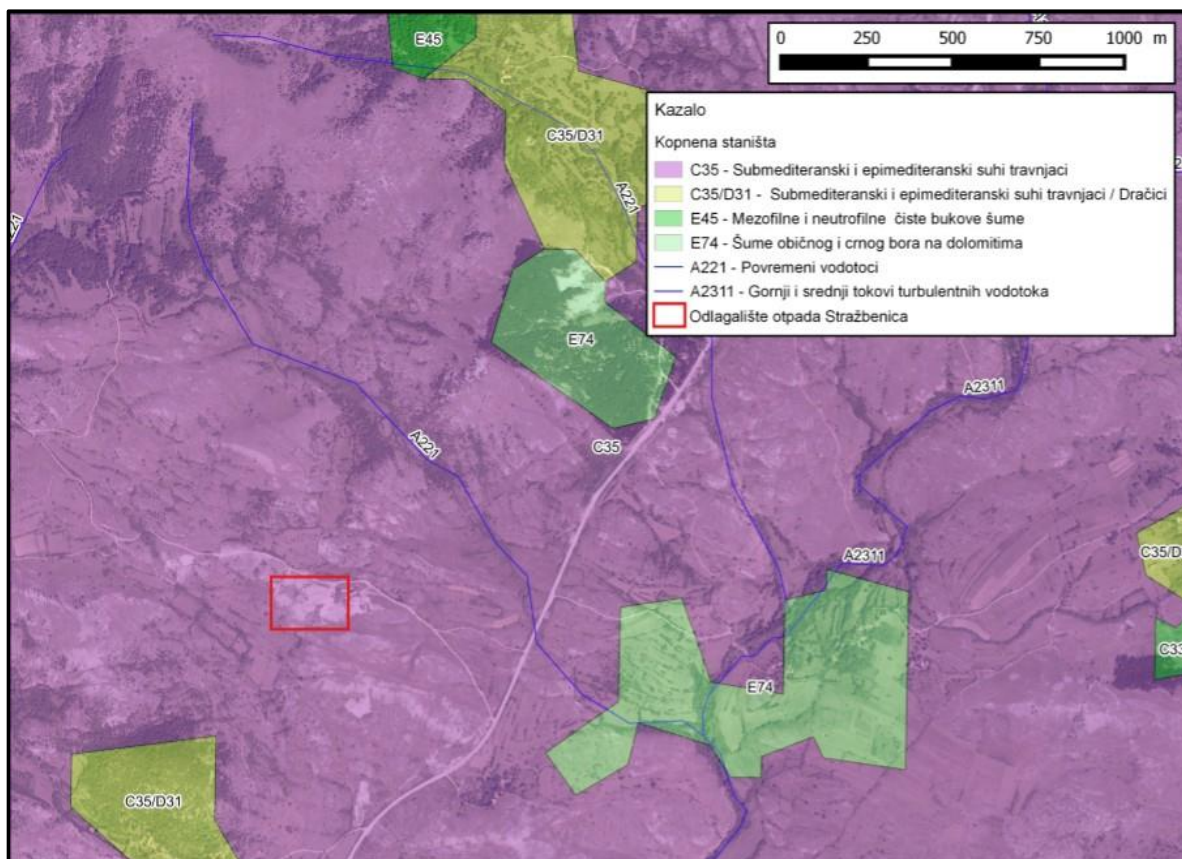 E45
0 250 500 750 1000 m
Kazalo
Kopnena staništa
C35 - Submediteranski i epimediteranski suhi travnjaci
C35/D31 - Submediteranski i epimediteranski suhi travnjaci / Dračici
E45 - Mezofilne i neutrofilne čiste bukove šume
E74 - Šume običnog i crnog bora na dolomitima
A221 - Povremeni vodotoci
A2311 - Gornji i srednji tokovi turbulentnih vodotoka
Odlagalište otpada Stražbenica
C35/D31
A221
221
E74
A2311
A221
C35
A2311
C35/D
C33
E74
C35/D31